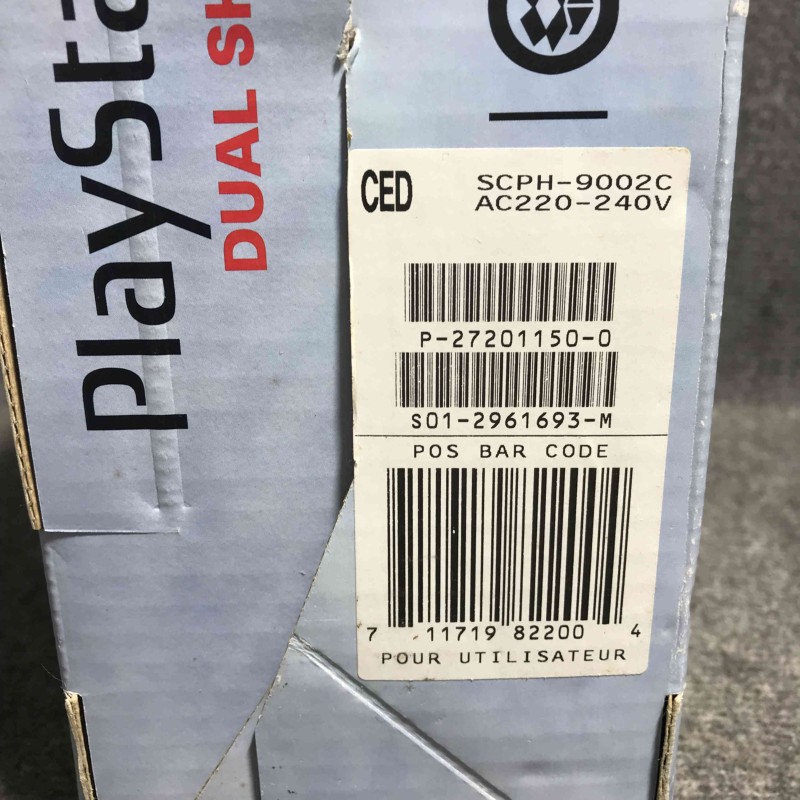 PlaySta
DUAL SH
CED
SCPH-9002C
AC220-240V
P-27201150-0
S01-2961693-M
POS BAR CODE
7 11719 82200 4
POUR UTILISATEUR